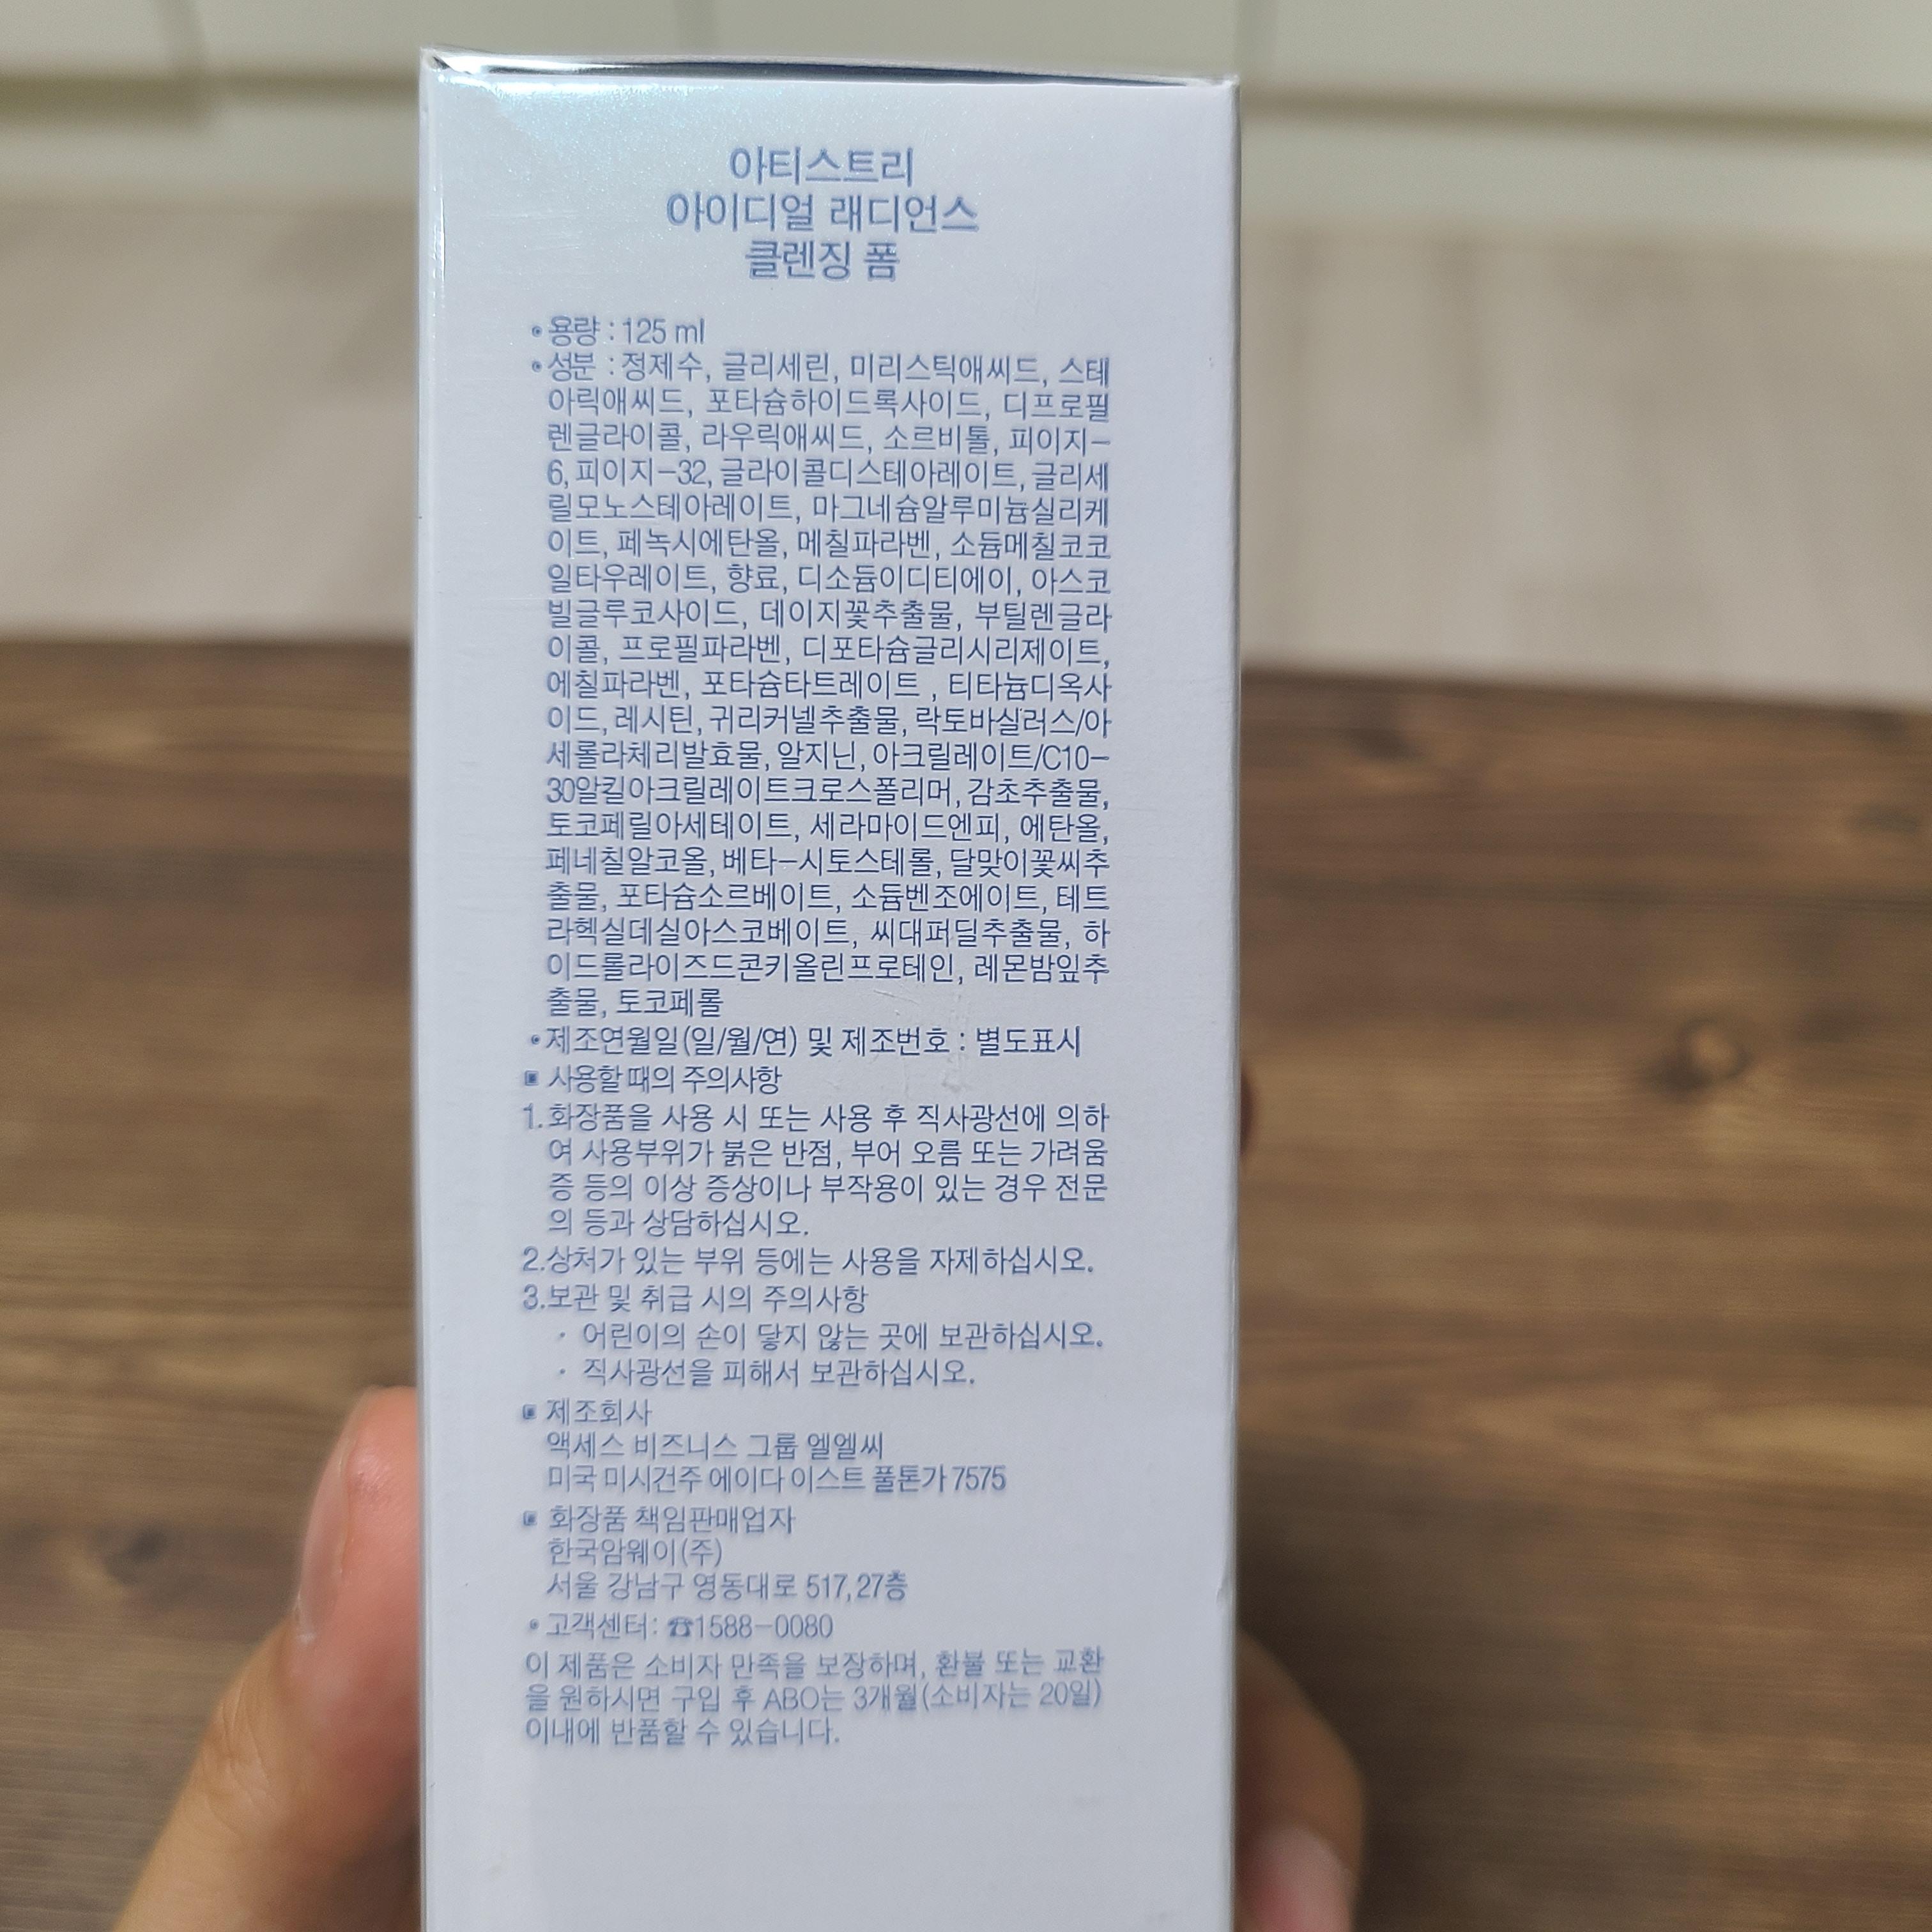 아티스트리
아이디얼 래디언스
클렌징 폼
•용량 : 125 ml
•성분 : 정제수, 글리세린, 미리스틱애씨드, 스테
아릭애씨드, 포타슘하이드록사이드, 디프로필
렌글라이콜, 라우릭애씨드, 소르비톨, 피이지-
6, 피이지-32, 글라이콜디스테아레이트, 글리세
릴모노스테아레이트, 마그네슘알루미늄실리케
이트, 페녹시에탄올, 메칠파라벤, 소듐메칠코코
일타우레이트, 향료, 디소듐이디티에이, 아스코
빌글루코사이드, 데이지꽃추출물, 부틸렌글라
이콜, 프로필파라벤, 디포타슘글리시리제이트,
에칠파라벤, 포타슘타트레이트 , 티타늄디옥사
이드, 레시틴, 귀리커넬추출물, 락토바실러스/아
세롤라체리발효물, 알지닌, 아크릴레이트/C10-
30알킬아크릴레이트크로스폴리머, 감초추출물,
토코페릴아세테이트, 세라마이드엔피, 에탄올,
페네칠알코올, 베타-시토스테롤, 달맞이꽃씨추
출물, 포타슘소르베이트, 소듐벤조에이트, 테트
라헥실데실아스코베이트, 씨대퍼딜추출물, 하
이드롤라이즈드콘키올린프로테인, 레몬밤잎추
출물, 토코페롤
•제조연월일(일/월/연) 및 제조번호 : 별도표시
▣ 사용할 때의 주의사항
1.화장품을 사용 시 또는 사용 후 직사광선에 의하
여 사용부위가 붉은 반점, 부어 오름 또는 가려움
증 등의 이상 증상이나 부작용이 있는 경우 전문
의 등과 상담하십시오.
2.상처가 있는 부위 등에는 사용을 자제하십시오.
3.보관 및 취급 시의 주의사항
· 어린이의 손이 닿지 않는 곳에 보관하십시오.
· 직사광선을 피해서 보관하십시오.
▣ 제조회사
액세스 비즈니스 그룹 엘엘씨
미국 미시건주 에이다 이스트 풀톤가 7575
▣ 화장품 책임판매업자
한국암웨이(주)
서울 강남구 영동대로 517, 27층
•고객센터: ☎1588-0080
이 제품은 소비자 만족을 보장하며, 환불 또는 교환
을 원하시면 구입 후 ABO는 3개월(소비자는 20일)
이내에 반품할 수 있습니다.